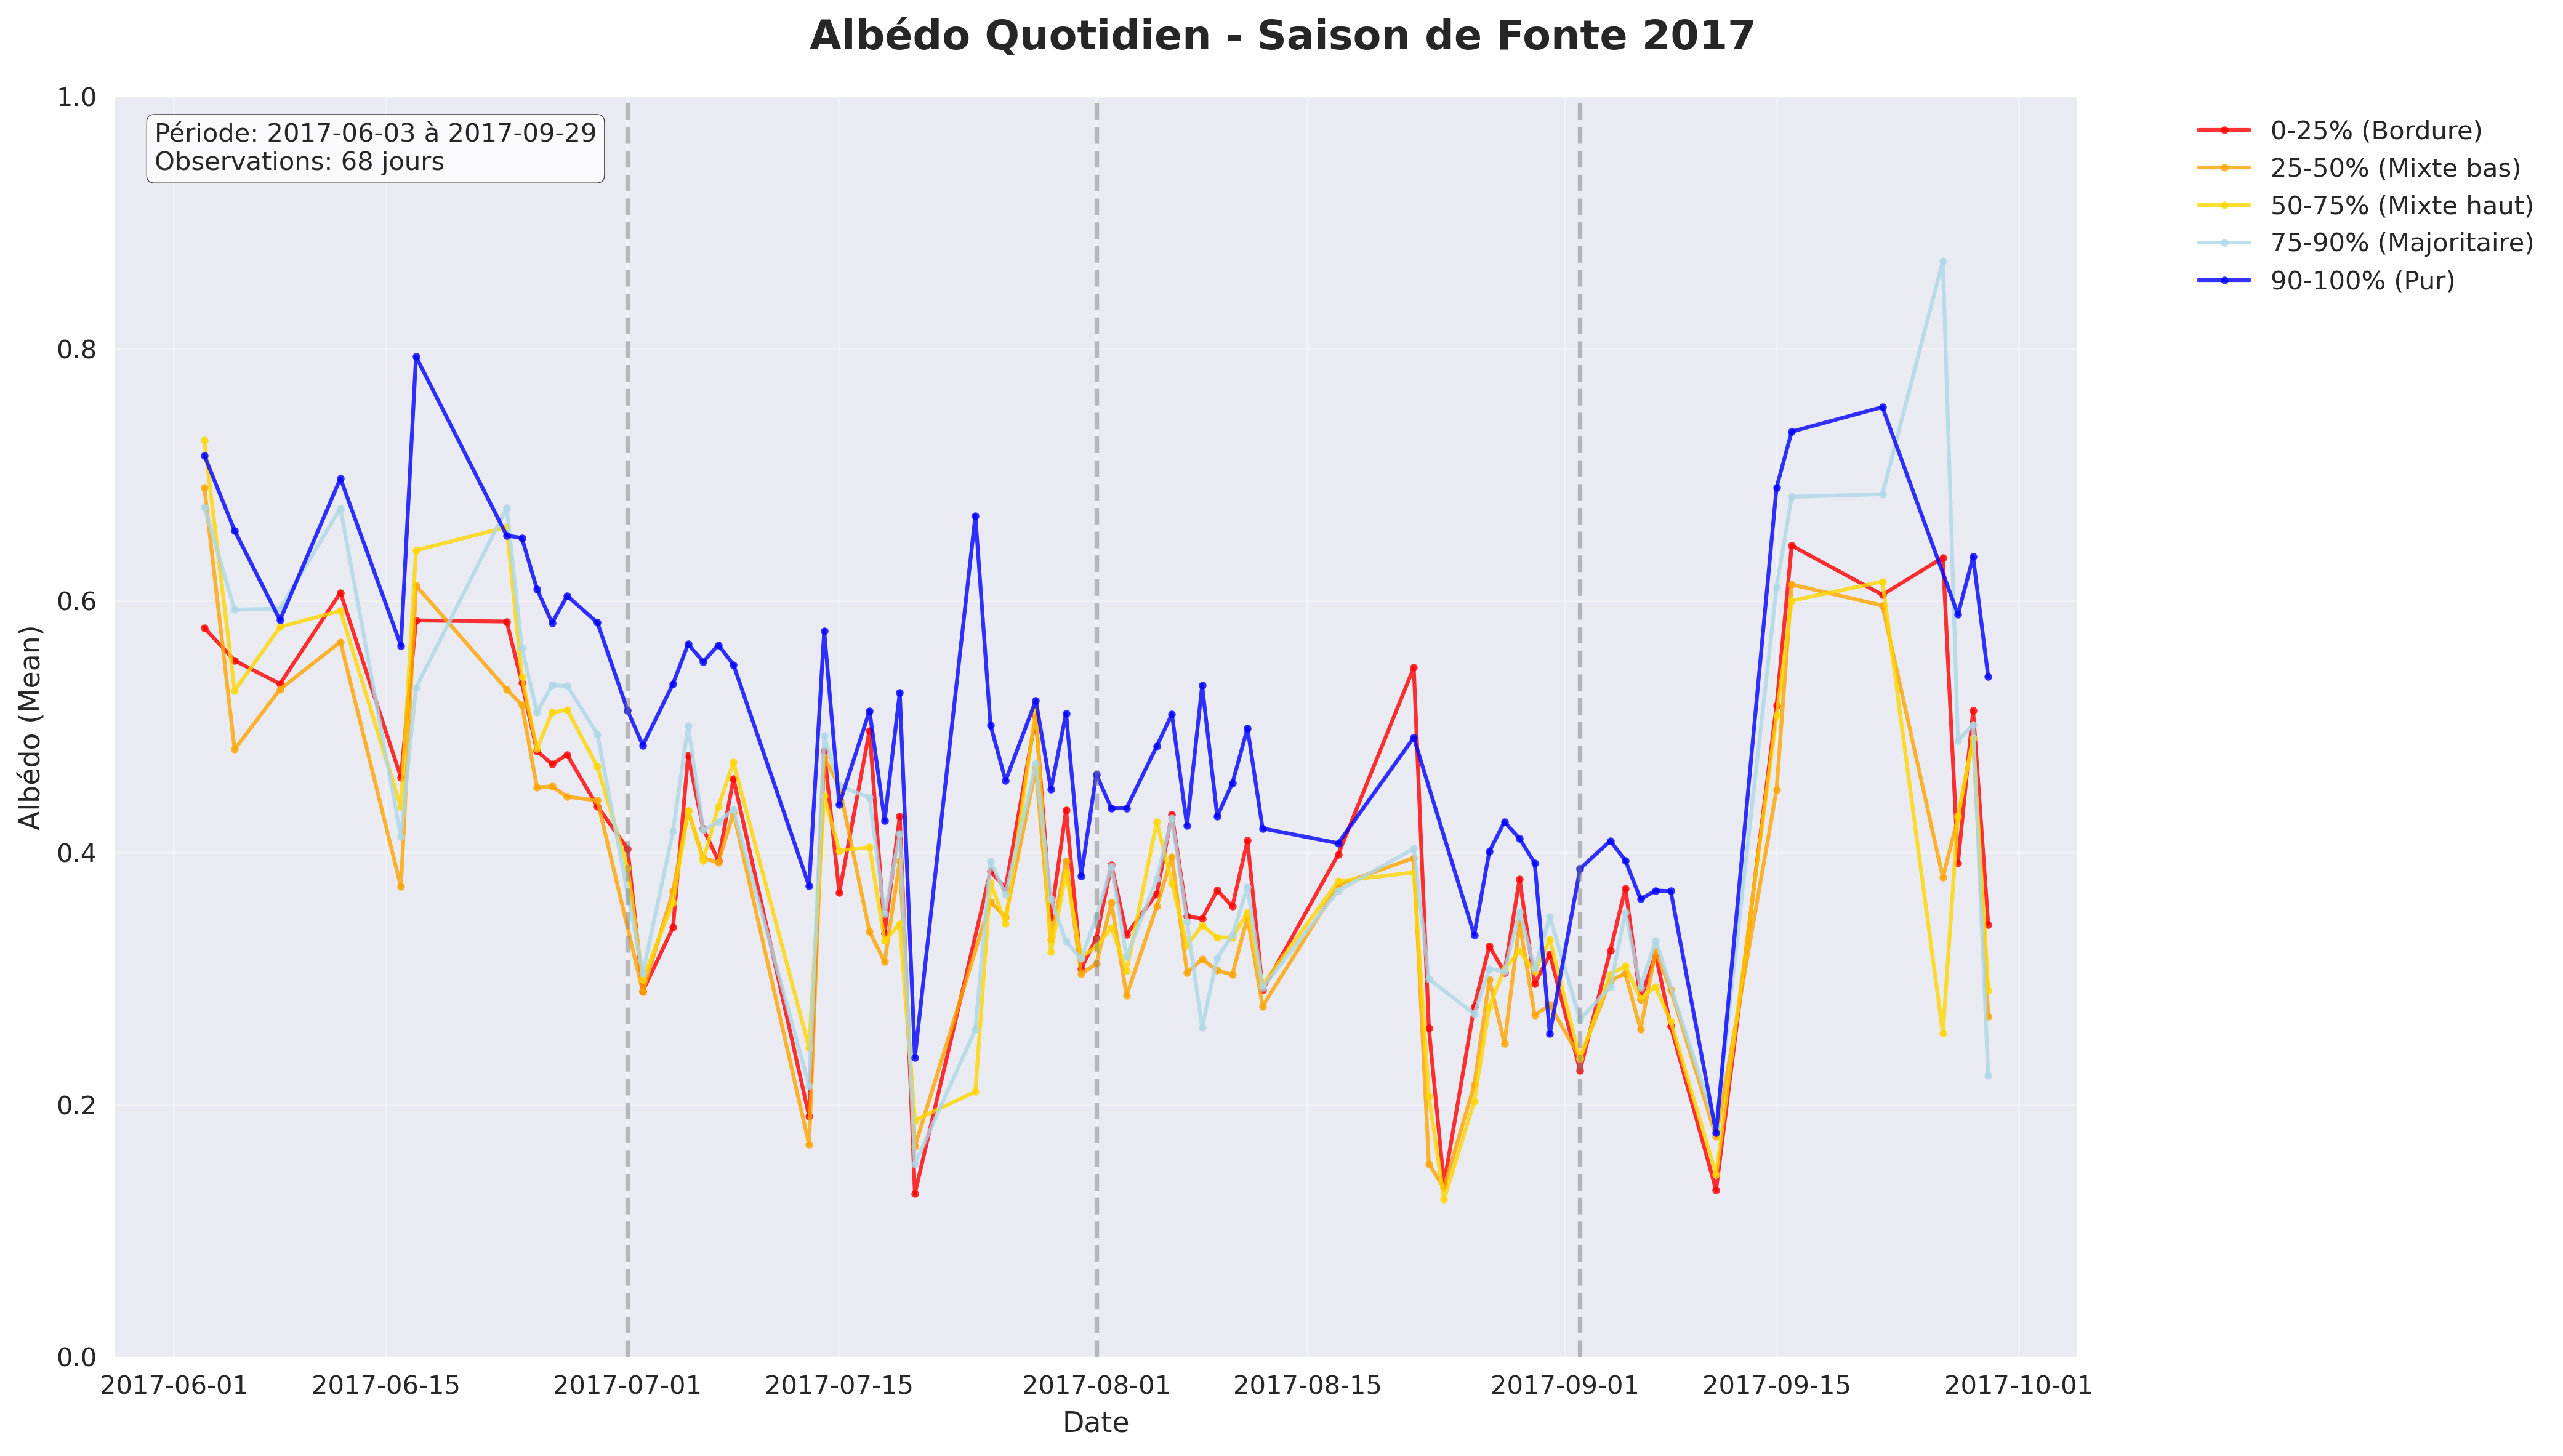 Albédo Quotidien - Saison de Fonte 2017
Période: 2017-06-03 à 2017-09-29
Observations: 68 jours
0-25% (Bordure)
25-50% (Mixte bas)
50-75% (Mixte haut)
75-90% (Majoritaire)
90-100% (Pur)
Albédo (Mean)
1.0
0.8
0.6
0.4
0.2
0.0
2017-06-01
2017-06-15
2017-07-01
2017-07-15
2017-08-01
2017-08-15
2017-09-01
2017-09-15
2017-10-01
Date